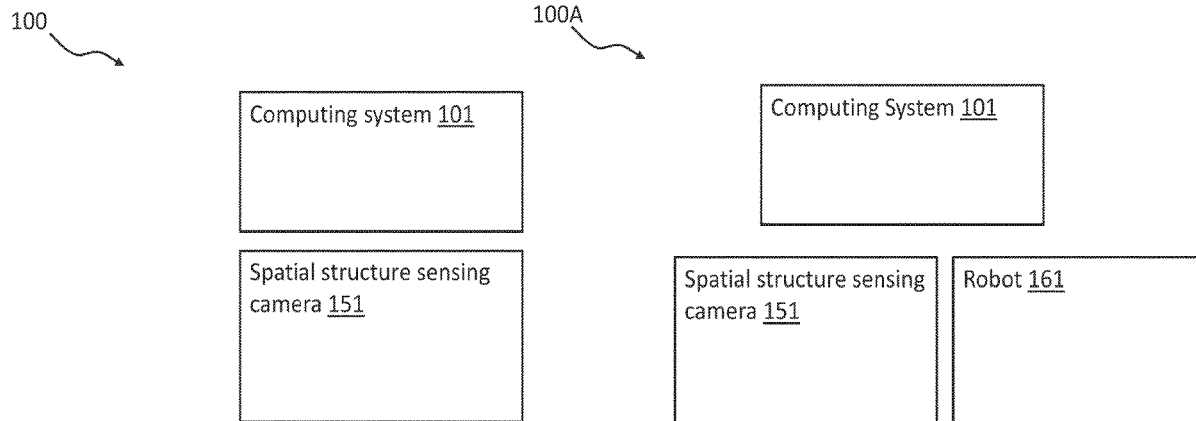 100
Computing system 101
Spatial structure sensing
camera 151
100A
Computing System 101
Spatial structure sensing
camera 151
Robot 161